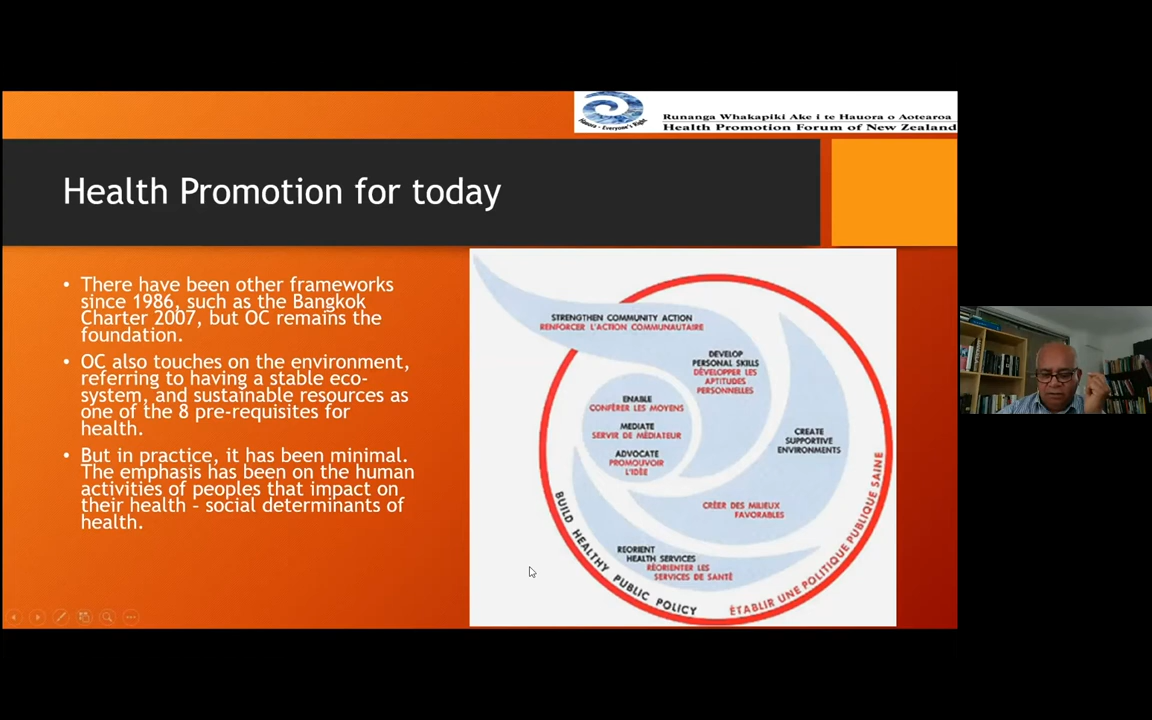 Hauora - Everyone's Right
Runanga Whakapiki Ake i te Hauora o Aotearoa
Health Promotion Forum of New Zealand
Health Promotion for today
• There have been other frameworks
since 1986, such as the Bangkok
Charter 2007, but OC remains the
foundation.
• OC also touches on the environment,
referring to having a stable eco-
system, and sustainable resources as
one of the 8 pre-requisites for
health.
• But in practice, it has been minimal.
The emphasis has been on the human
activities of peoples that impact on
their health - social determinants of
health.
STRENGTHEN COMMUNITY ACTION
RENFORCER L'ACTION COMMUNAUTAIRE
DEVELOP
PERSONAL SKILLS
DÉVELOPPER LES
APTITUDES
PERSONNELLES
ENABLE
CONFÉRER LES MOYENS
MEDIATE
SERVIR DE MÉDIATEUR
ADVOCATE
PROMOUVOIR
L'IDÉE
CREATE
SUPPORTIVE
ENVIRONMENTS
CRÉER DES MILIEUX
FAVORABLES
REORIENT
HEALTH SERVICES
RÉORIENTER LES
SERVICES DE SANTÉ
BUILD HEALTHY PUBLIC POLICY
ÉTABLIR UNE POLITIQUE PUBLIQUE SAINE